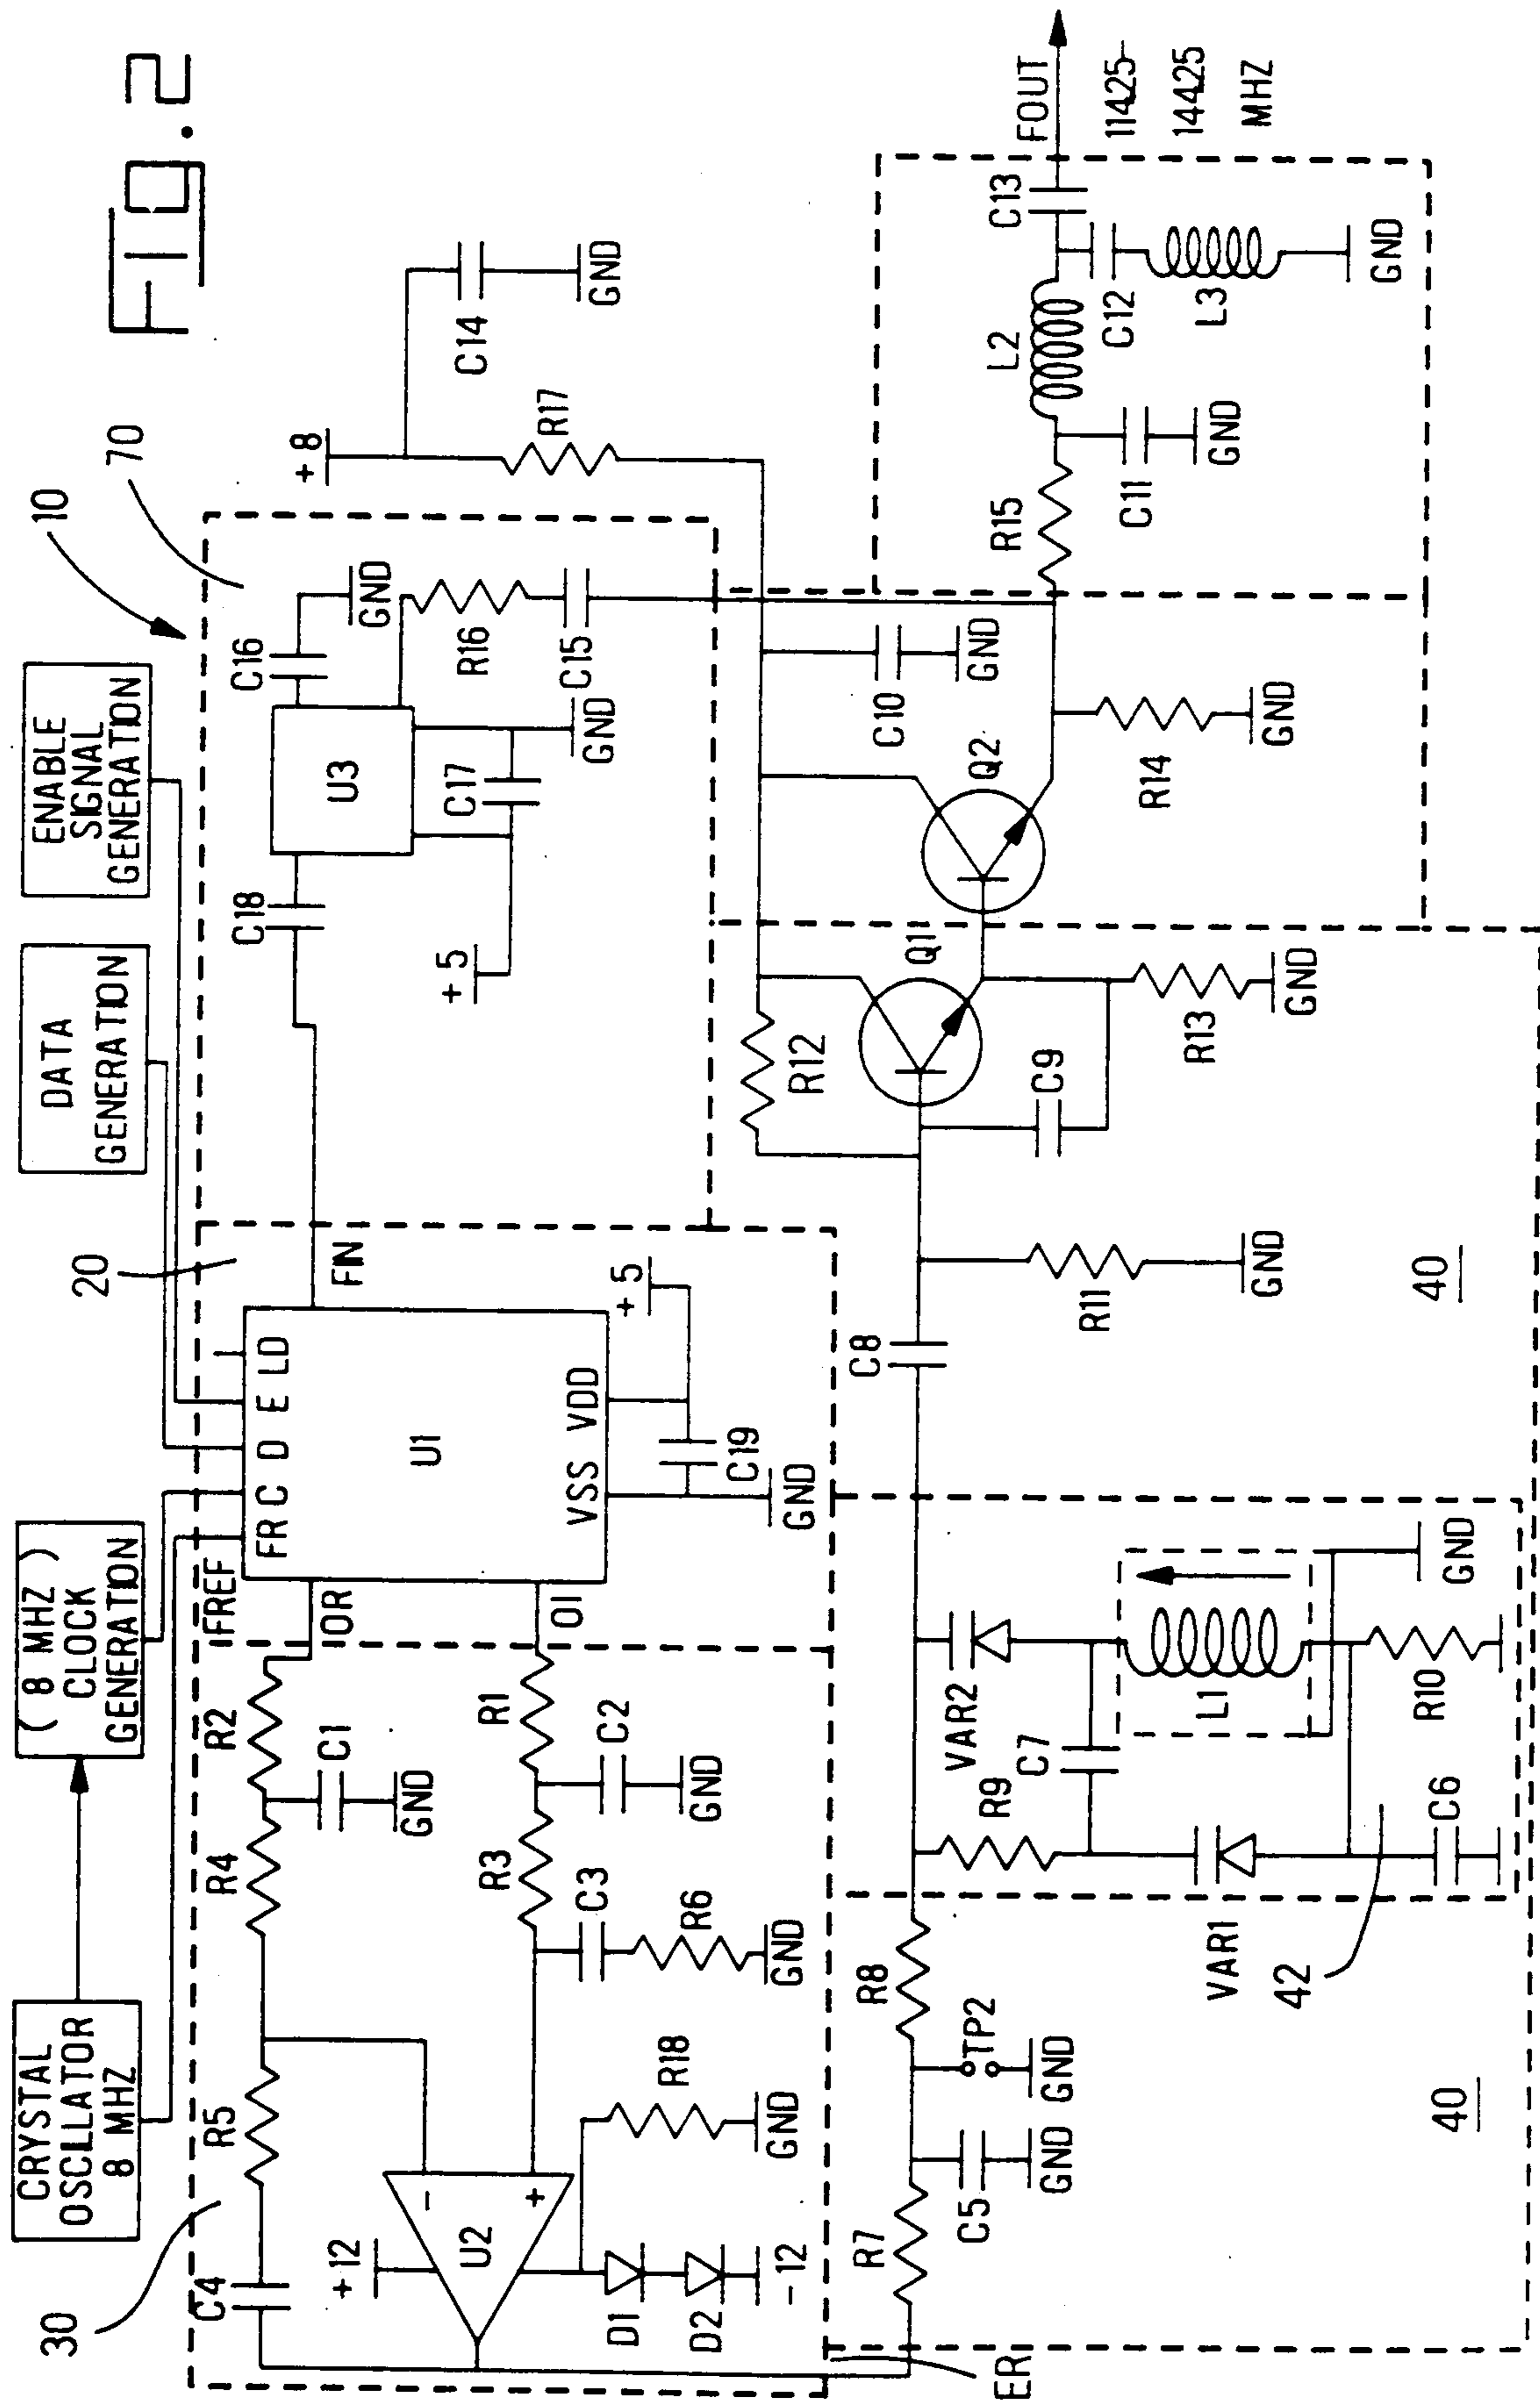 FIG. 2
CRYSTAL
OSCILLATOR
8 MHZ
( 8 MHZ )
CLOCK
GENERATION
DATA
GENERATION
ENABLE
SIGNAL
GENERATION
10
70
20
30
FREF
FR C D E LD
U1
OR
OI
FIN
VSS VDD
+5
C19
GND
R2
R4
R5
C4
C1
GND
R1
R3
C2
GND
C3
R6
GND
+12
U2
-
+
R18
GND
D1
D2
-12
ER
C18
U3
C16
GND
R16
C15
C17
GND
+5
+8
C14
GND
R17
R12
C10
GND
Q1
Q2
R14
GND
C9
R13
GND
C8
R11
GND
R15
C11
GND
L2
C12
L3
GND
C13
FOUT
11425-
14425
MHZ
R7
C5
GND
TP2
GND
R8
R9
VAR2
C7
L1
GND
R10
VAR1
C6
42
40
40